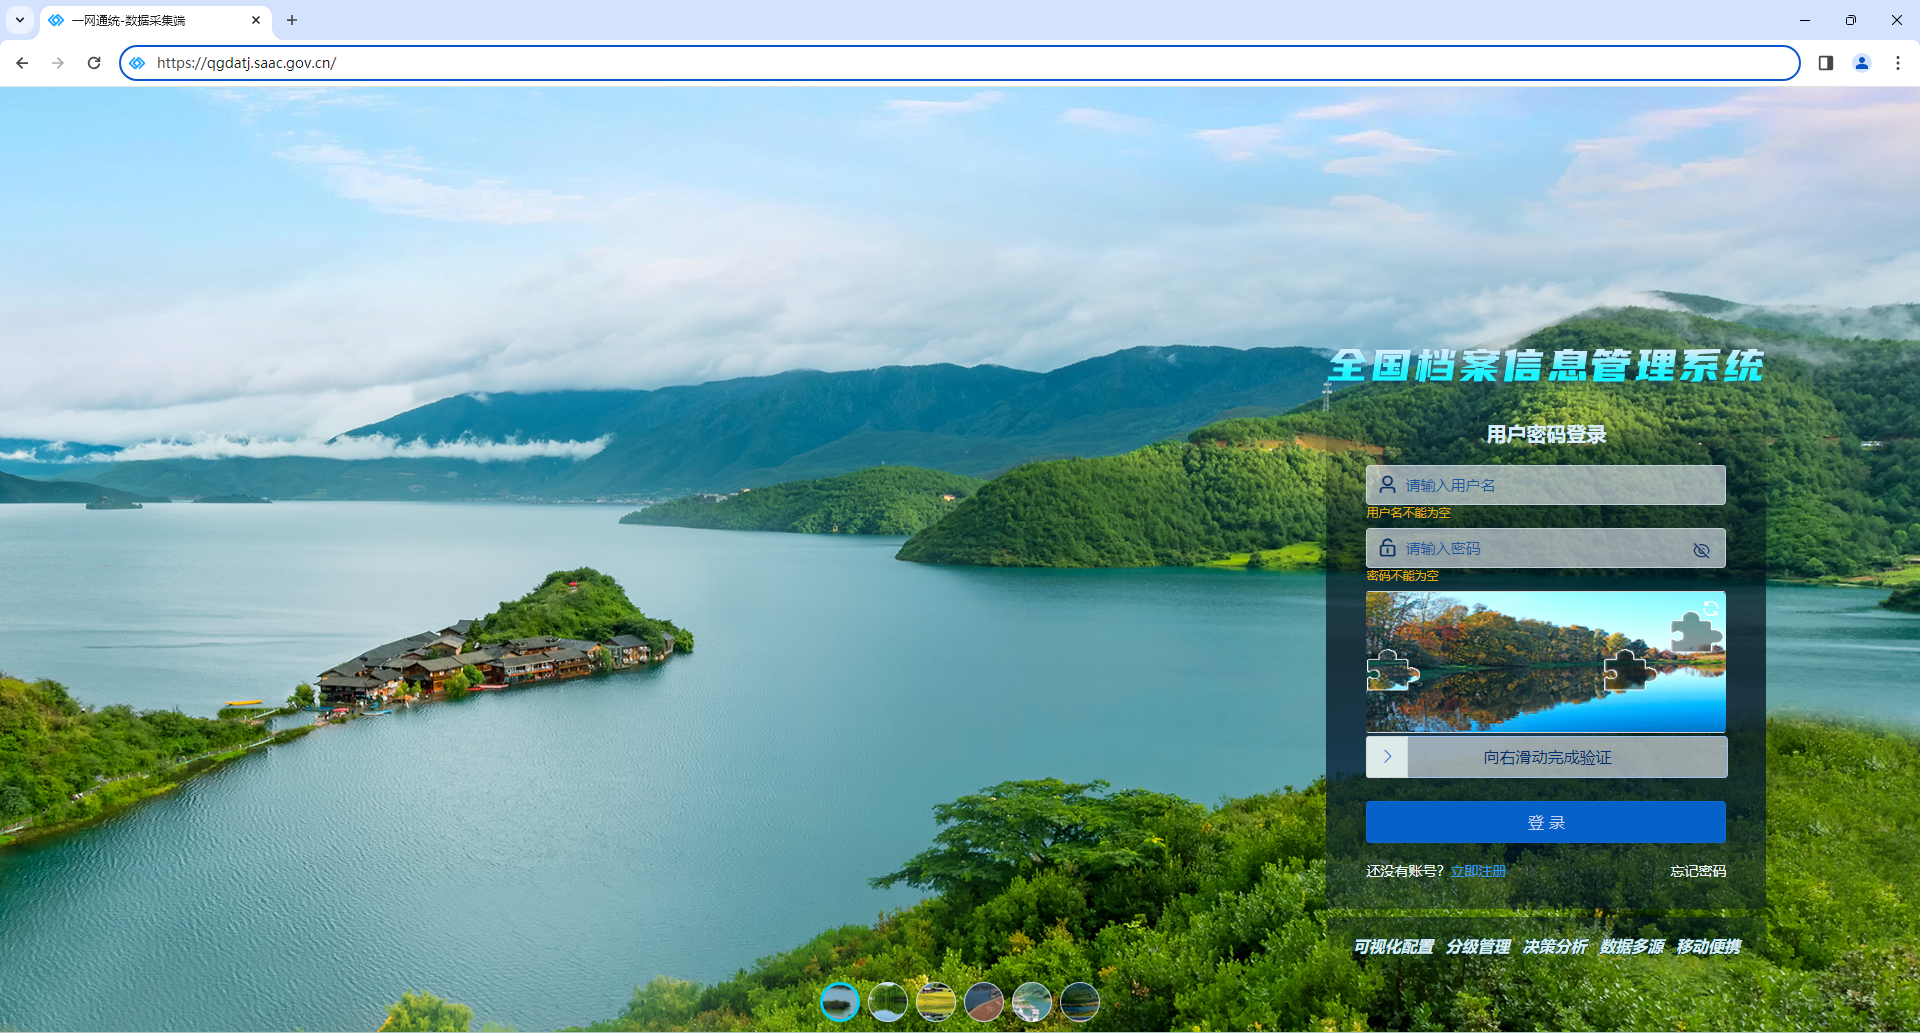 一网通统-数据采集端
https://qgdatj.saac.gov.cn/
全国档案信息管理系统
用户密码登录
请输入用户名
用户名不能为空
请输入密码
密码不能为空
向右滑动完成验证
登 录
还没有账号？立即注册 忘记密码
可视化配置 分级管理 决策分析 数据多源 移动便携